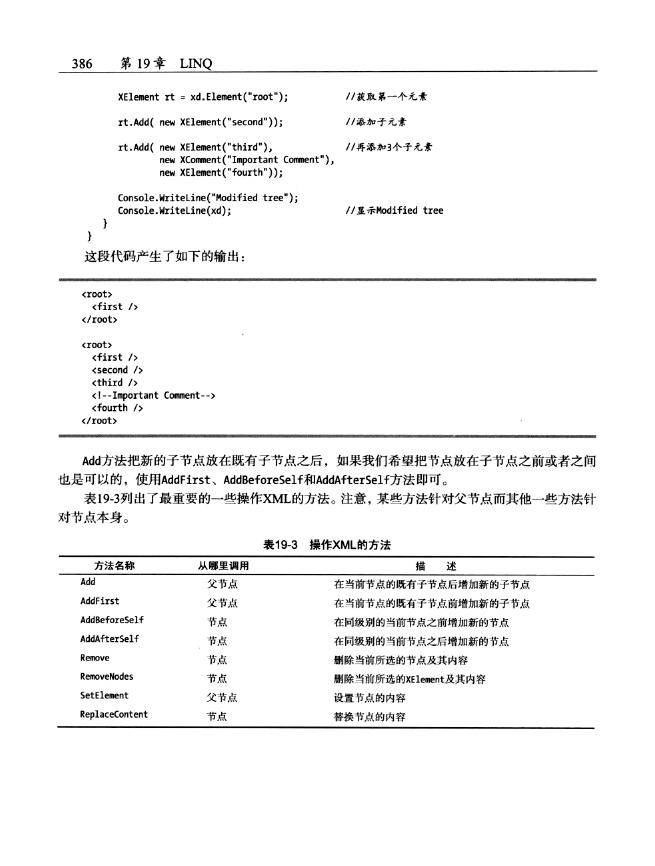 386 第19章 LINQ
XElement rt = xd.Element("root"); //获取第一个元素
rt.Add( new XElement("second")); //添加子元素
rt.Add( new XElement("third"), //再添加3个子元素
new XComment("Important Comment"),
new XElement("fourth"));
Console.WriteLine("Modified tree");
Console.WriteLine(xd); //显示Modified tree
}
}
这段代码产生了如下的输出：
<root>
<first />
</root>
<root>
<first />
<second />
<third />
<!--Important Comment-->
<fourth />
</root>
Add方法把新的子节点放在既有子节点之后，如果我们希望把节点放在子节点之前或者之间
也是可以的，使用AddFirst、AddBeforeSelf和AddAfterSelf方法即可。
表19-3列出了最重要的一些操作XML的方法。注意，某些方法针对父节点而其他一些方法针
对节点本身。
表19-3 操作XML的方法
方法名称 从哪里调用 描 述
Add 父节点 在当前节点的既有子节点后增加新的子节点
AddFirst 父节点 在当前节点的既有子节点前增加新的子节点
AddBeforeSelf 节点 在同级别的当前节点之前增加新的节点
AddAfterSelf 节点 在同级别的当前节点之后增加新的节点
Remove 节点 删除当前所选的节点及其内容
RemoveNodes 节点 删除当前所选的XElement及其内容
SetElement 父节点 设置节点的内容
ReplaceContent 节点 替换节点的内容